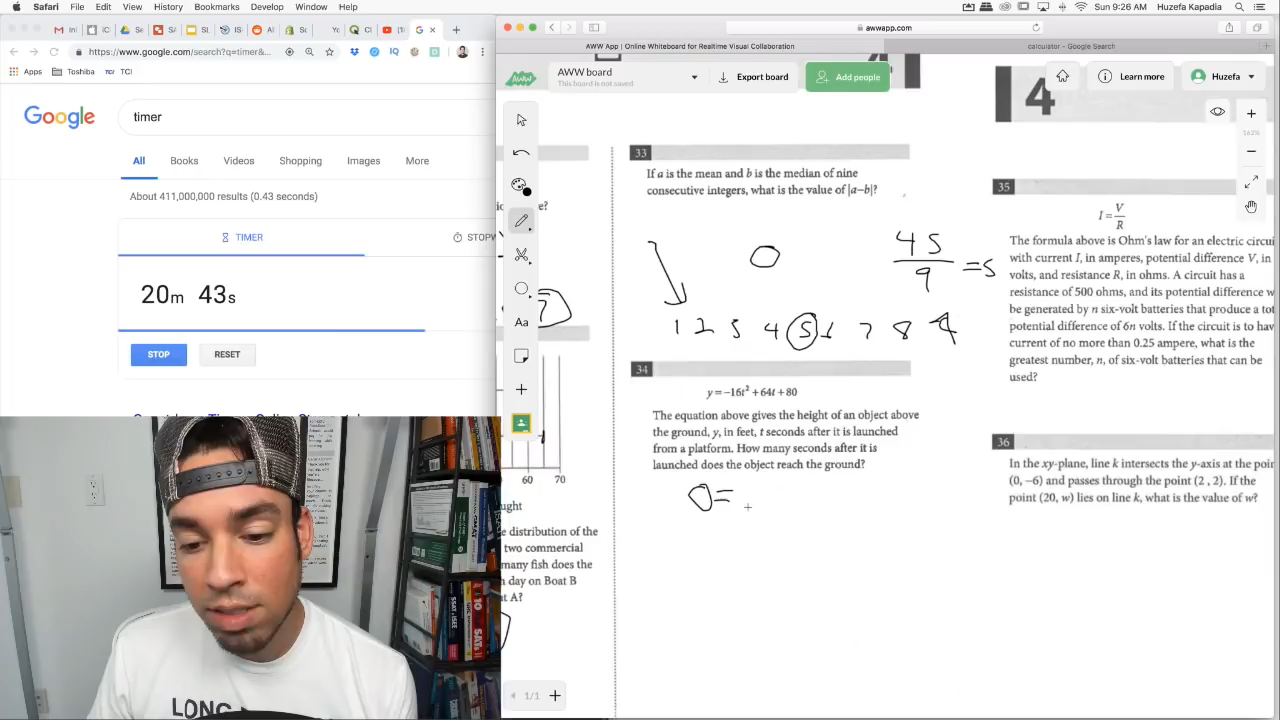 Safari File Edit View History Bookmarks Develop Window Help
Sun 9:26 AM Huzefa Kapadia
https://www.google.com/search?q=timer&...
Apps Toshiba TCI
Google
timer
All Books Videos Shopping Images More
About 411,000,000 results (0.43 seconds)
TIMER
20m 43s
STOP RESET
awwapp.com
AWW App | Online Whiteboard for Realtime Visual Collaboration
calculator - Google Search
AWW board
This board is not saved.
Export board
Add people
Learn more
Huzefa
163%
4
33
If a is the mean and b is the median of nine
consecutive integers, what is the value of |a−b|?
0
45
9
=5
1 2 3 4 5 6 7 8 9
34
y = −16t² + 64t + 80
The equation above gives the height of an object above
the ground, y, in feet, t seconds after it is launched
from a platform. How many seconds after it is
launched does the object reach the ground?
0=
35
I = V/R
The formula above is Ohm's law for an electric circui
with current I, in amperes, potential difference V, in
volts, and resistance R, in ohms. A circuit has a
resistance of 500 ohms, and its potential difference w
be generated by n six-volt batteries that produce a tot
potential difference of 6n volts. If the circuit is to hav
current of no more than 0.25 ampere, what is the
greatest number, n, of six-volt batteries that can be
used?
36
In the xy-plane, line k intersects the y-axis at the poin
(0, −6) and passes through the point (2 , 2). If the
point (20, w) lies on line k, what is the value of w?
60 70
ught
e distribution of the
two commercial
many fish does the
day on Boat B
t A?
Aa
1/1
LONG